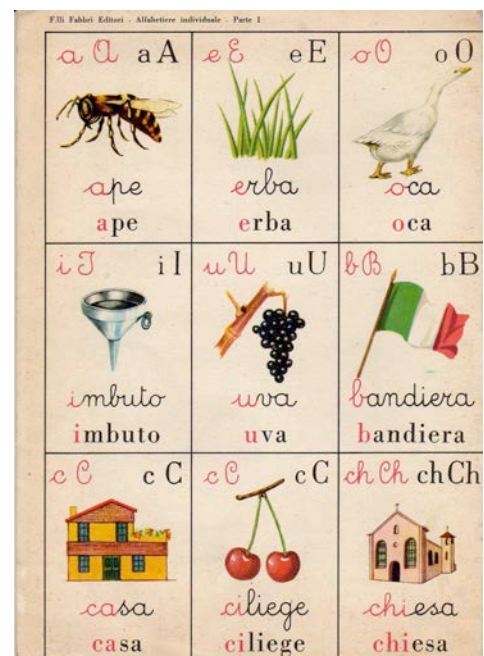 F.lli Fabbri Editori - Alfabetiere individuale - Parte I
a A a A
ape
ape
e E e E
erba
erba
o O o O
oca
oca
i I i I
imbuto
imbuto
u U u U
uva
uva
b B b B
bandiera
bandiera
c C c C
casa
casa
c C c C
ciliege
ciliege
ch Ch ch Ch
chiesa
chiesa